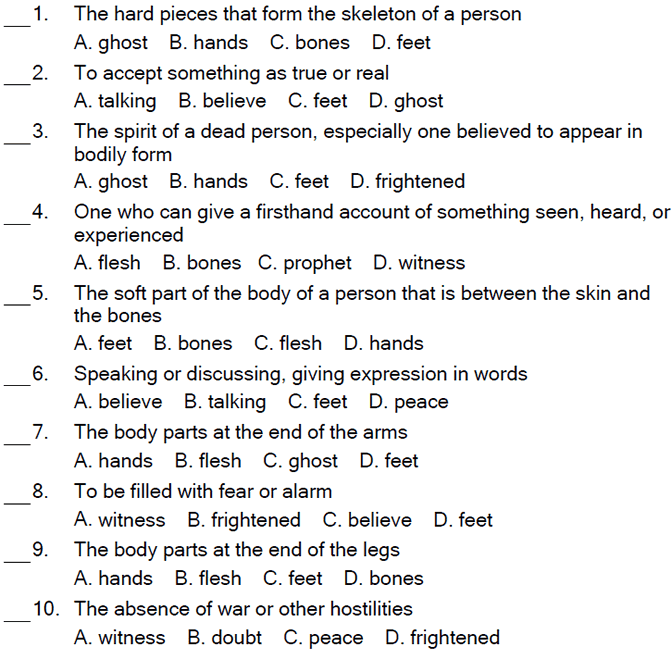 ___1. The hard pieces that form the skeleton of a person
A. ghost B. hands C. bones D. feet
___2. To accept something as true or real
A. talking B. believe C. feet D. ghost
___3. The spirit of a dead person, especially one believed to appear in
bodily form
A. ghost B. hands C. feet D. frightened
___4. One who can give a firsthand account of something seen, heard, or
experienced
A. flesh B. bones C. prophet D. witness
___5. The soft part of the body of a person that is between the skin and
the bones
A. feet B. bones C. flesh D. hands
___6. Speaking or discussing, giving expression in words
A. believe B. talking C. feet D. peace
___7. The body parts at the end of the arms
A. hands B. flesh C. ghost D. feet
___8. To be filled with fear or alarm
A. witness B. frightened C. believe D. feet
___9. The body parts at the end of the legs
A. hands B. flesh C. feet D. bones
___10. The absence of war or other hostilities
A. witness B. doubt C. peace D. frightened